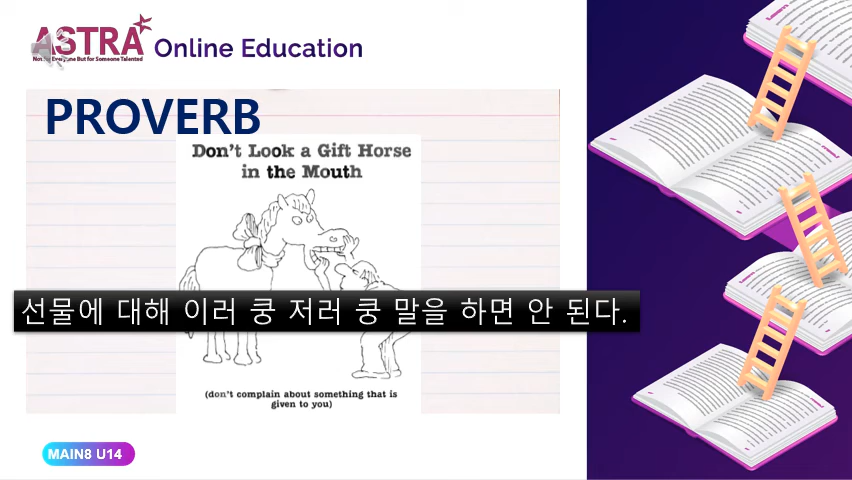 ASTRA
Not for Everyone But for Someone Talented
Online Education
PROVERB
Don't Look a Gift Horse
in the Mouth
선물에 대해 이러 쿵 저러 쿵 말을 하면 안 된다.
(don't complain about something that is
given to you)
MAIN8 U14